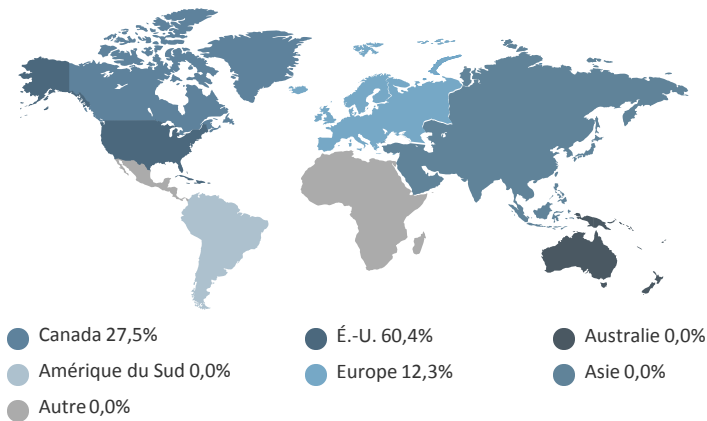 Canada 27,5%
É.-U. 60,4%
Australie 0,0%
Amérique du Sud 0,0%
Europe 12,3%
Asie 0,0%
Autre 0,0%